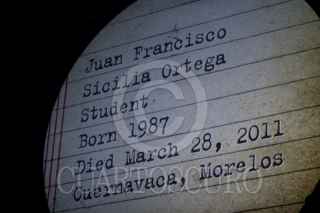 Juan Francisco
Sicilia Ortega
Student
Born 1987
Died March 28, 2011
Cuernavaca, Morelos
©
CUARTOSCURO